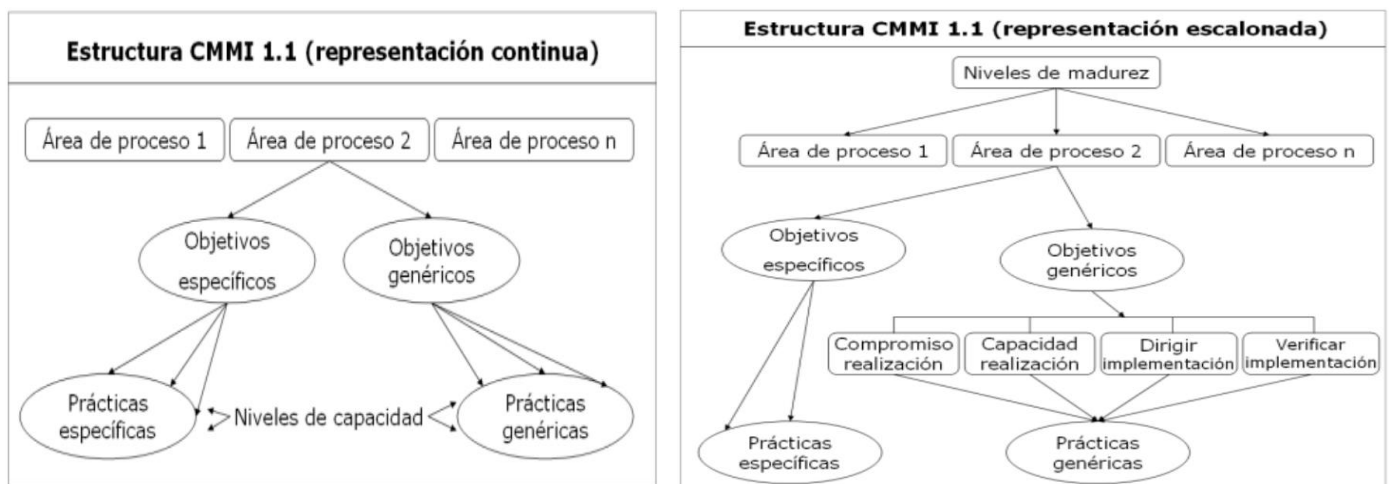 Estructura CMMI 1.1 (representación continua)
Área de proceso 1
Área de proceso 2
Área de proceso n
Objetivos
específicos
Objetivos
genéricos
Prácticas
específicas
Niveles de capacidad
Prácticas
genéricas
Estructura CMMI 1.1 (representación escalonada)
Niveles de madurez
Área de proceso 1
Área de proceso 2
Área de proceso n
Objetivos
específicos
Objetivos
genéricos
Compromiso
realización
Capacidad
realización
Dirigir
implementación
Verificar
implementación
Prácticas
específicas
Prácticas
genéricas